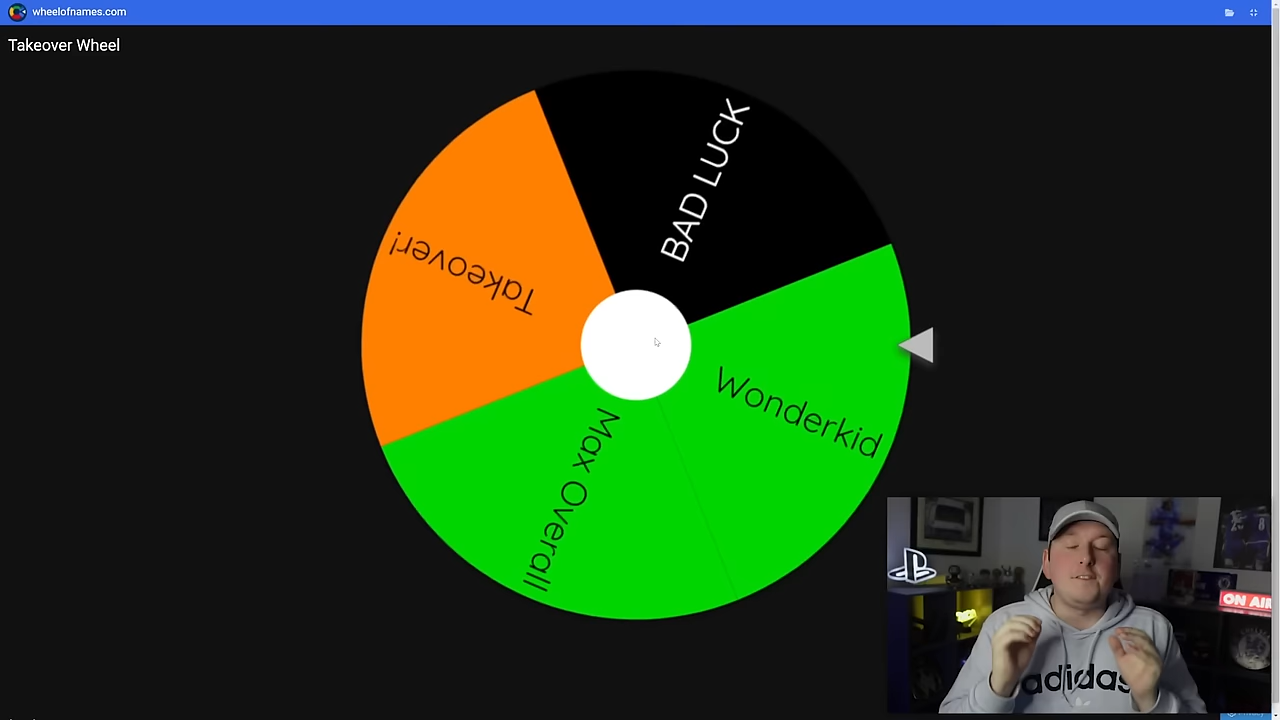 wheelofnames.com
Takeover Wheel
BAD LUCK
Takeover!
Wonderkid
Max Overall
ON AIR
adidas